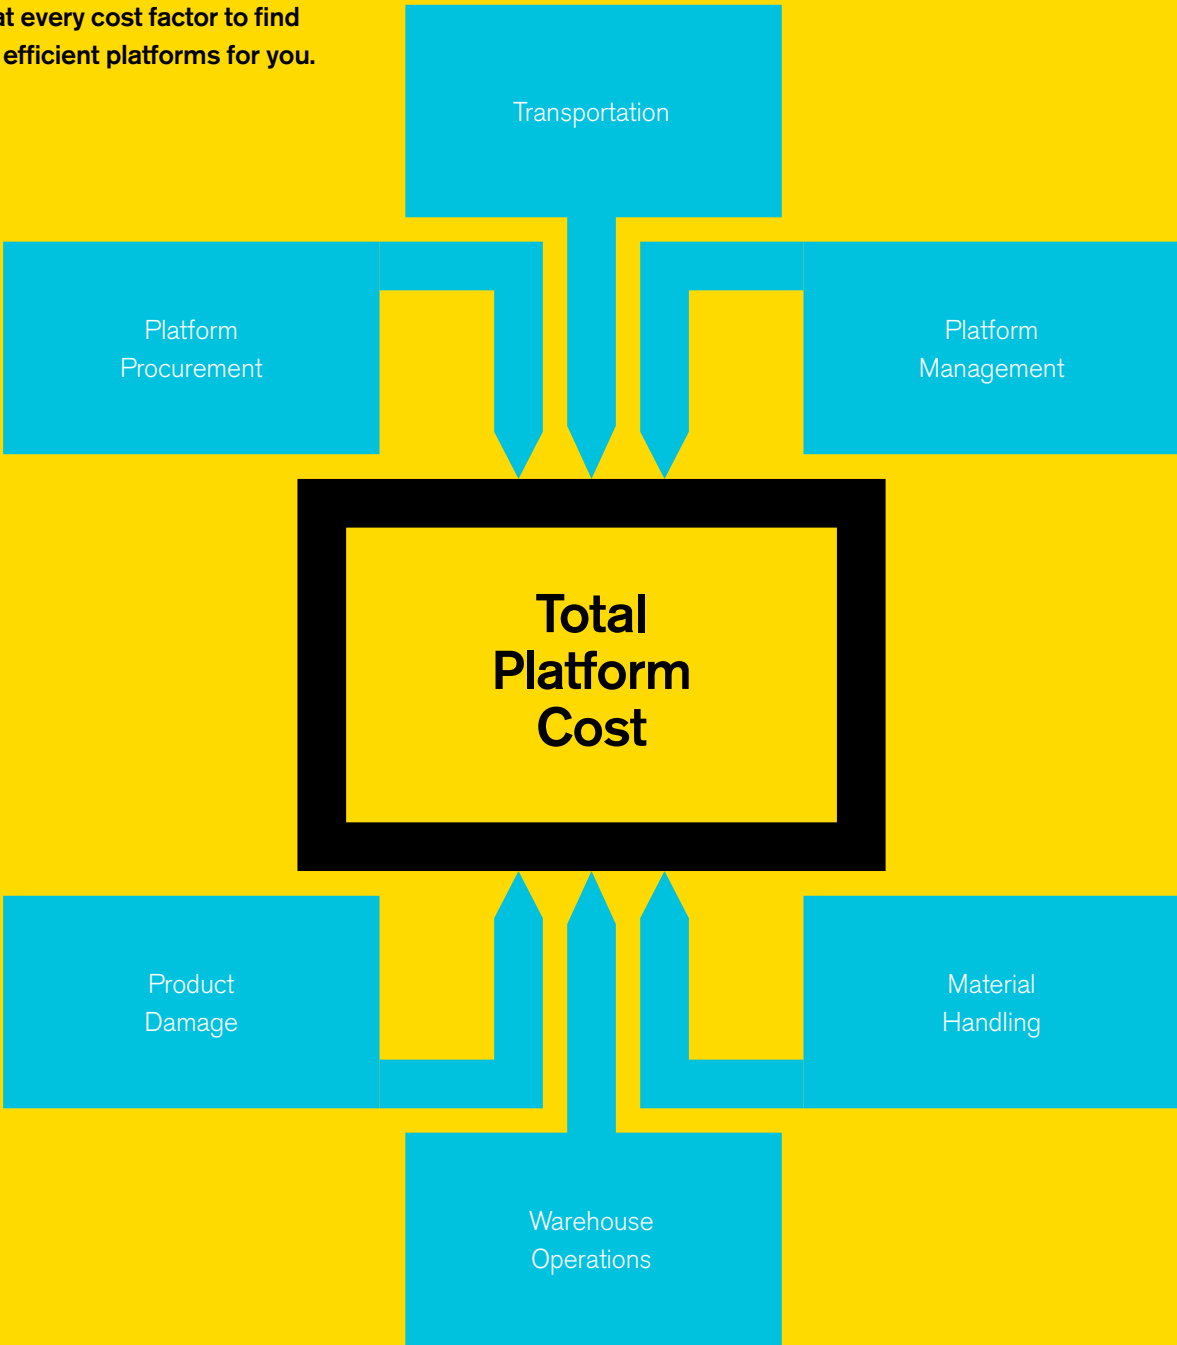 at every cost factor to find
efficient platforms for you.
Transportation
Platform
Procurement
Platform
Management
Total
Platform
Cost
Product
Damage
Material
Handling
Warehouse
Operations